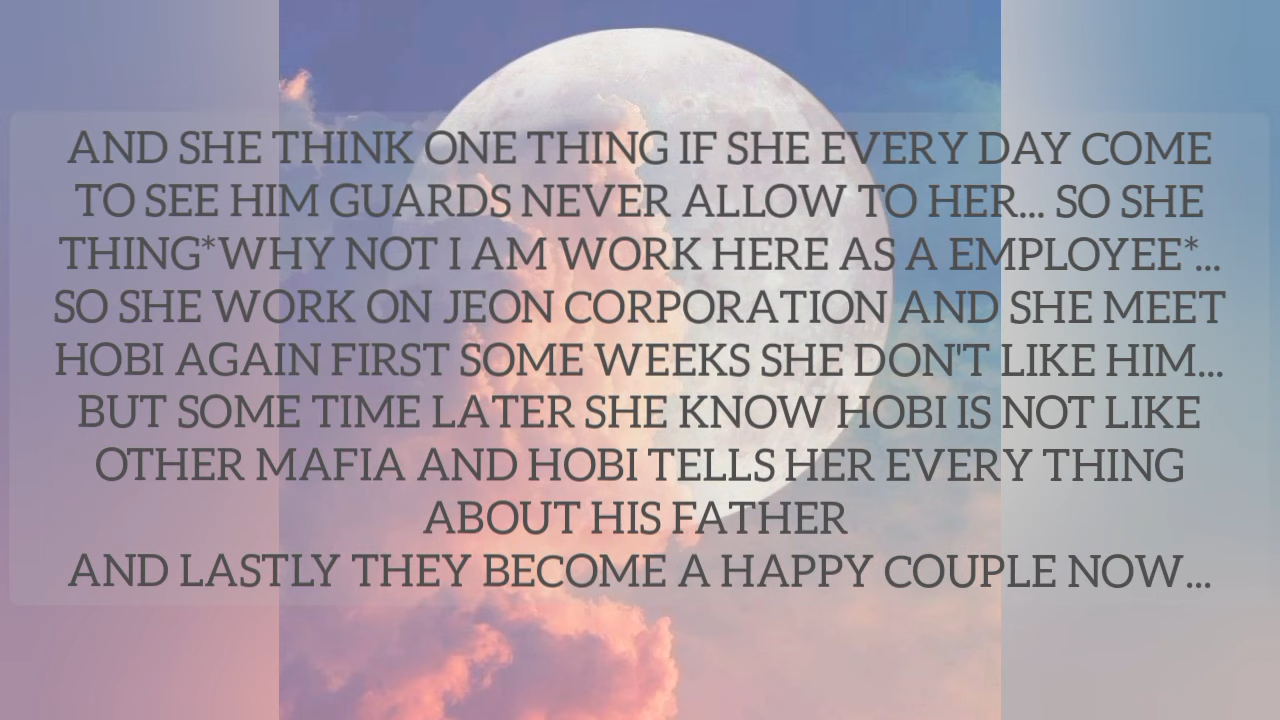 AND SHE THINK ONE THING IF SHE EVERY DAY COME
TO SEE HIM GUARDS NEVER ALLOW TO HER... SO SHE
THING*WHY NOT I AM WORK HERE AS A EMPLOYEE*...
SO SHE WORK ON JEON CORPORATION AND SHE MEET
HOBI AGAIN FIRST SOME WEEKS SHE DON'T LIKE HIM...
BUT SOME TIME LATER SHE KNOW HOBI IS NOT LIKE
OTHER MAFIA AND HOBI TELLS HER EVERY THING
ABOUT HIS FATHER
AND LASTLY THEY BECOME A HAPPY COUPLE NOW...